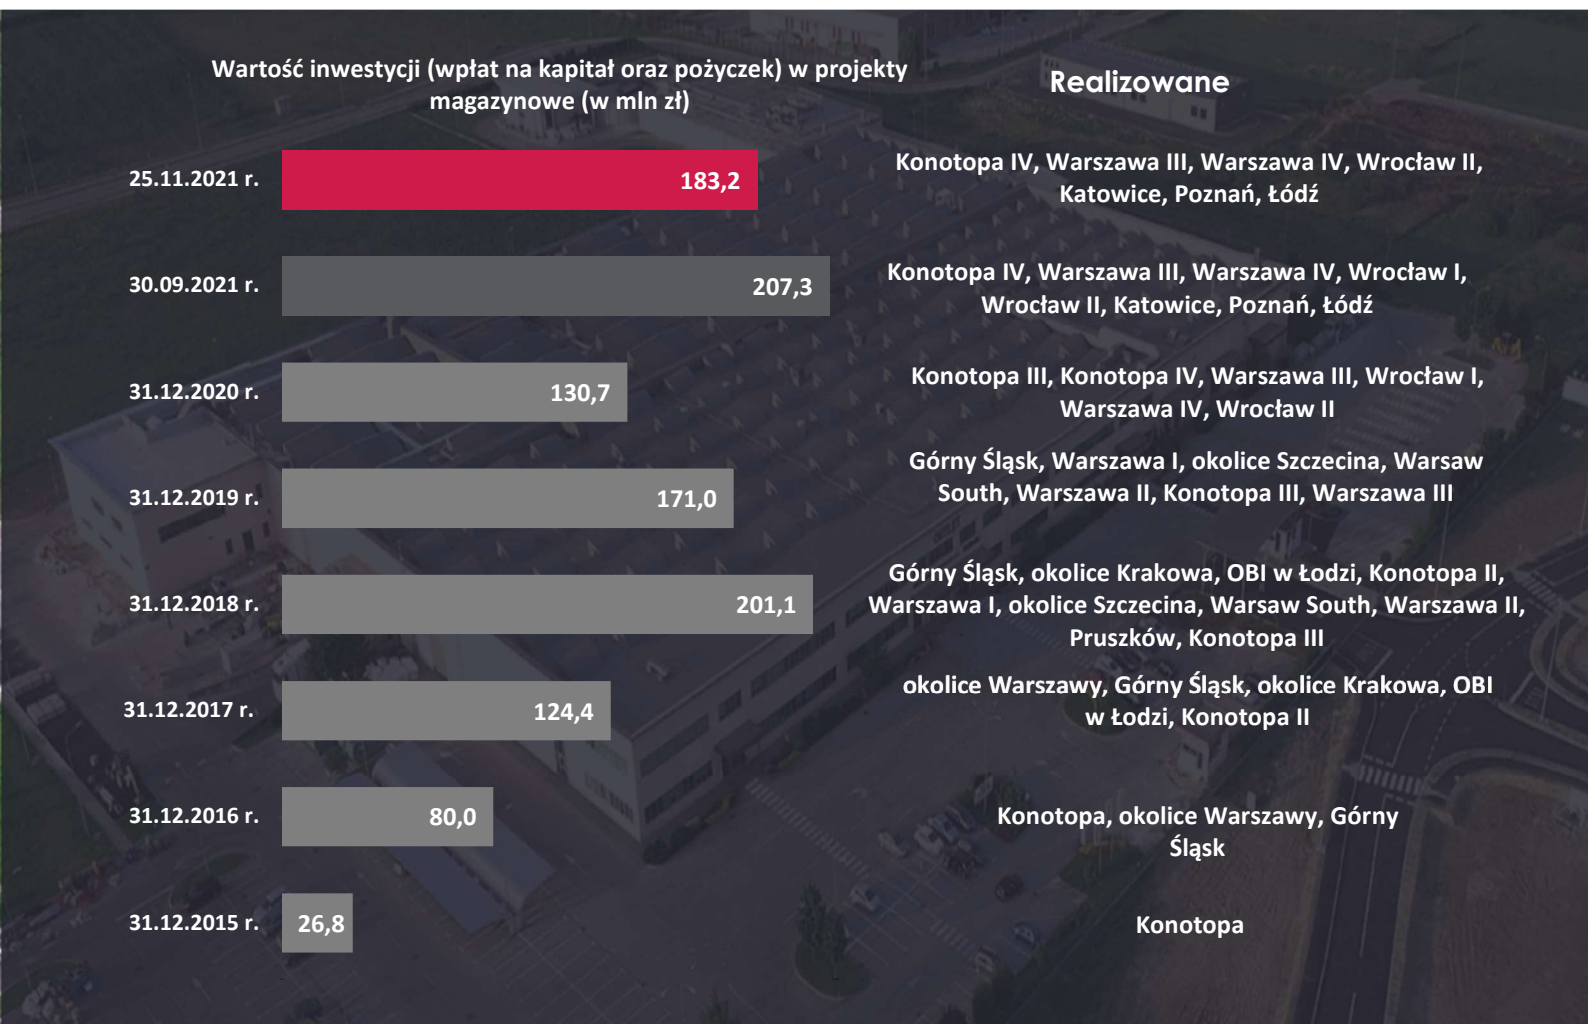 Wartość inwestycji (wpłat na kapitał oraz pożyczek) w projekty
magazynowe (w mln zł)
Realizowane
25.11.2021 r.
183,2
Konotopa IV, Warszawa III, Warszawa IV, Wrocław II,
Katowice, Poznań, Łódź
30.09.2021 r.
207,3
Konotopa IV, Warszawa III, Warszawa IV, Wrocław I,
Wrocław II, Katowice, Poznań, Łódź
31.12.2020 r.
130,7
Konotopa III, Konotopa IV, Warszawa III, Wrocław I,
Warszawa IV, Wrocław II
31.12.2019 r.
171,0
Górny Śląsk, Warszawa I, okolice Szczecina, Warsaw
South, Warszawa II, Konotopa III, Warszawa III
31.12.2018 r.
201,1
Górny Śląsk, okolice Krakowa, OBI w Łodzi, Konotopa II,
Warszawa I, okolice Szczecina, Warsaw South, Warszawa II,
Pruszków, Konotopa III
31.12.2017 r.
124,4
okolice Warszawy, Górny Śląsk, okolice Krakowa, OBI
w Łodzi, Konotopa II
31.12.2016 r.
80,0
Konotopa, okolice Warszawy, Górny
Śląsk
31.12.2015 r.
26,8
Konotopa